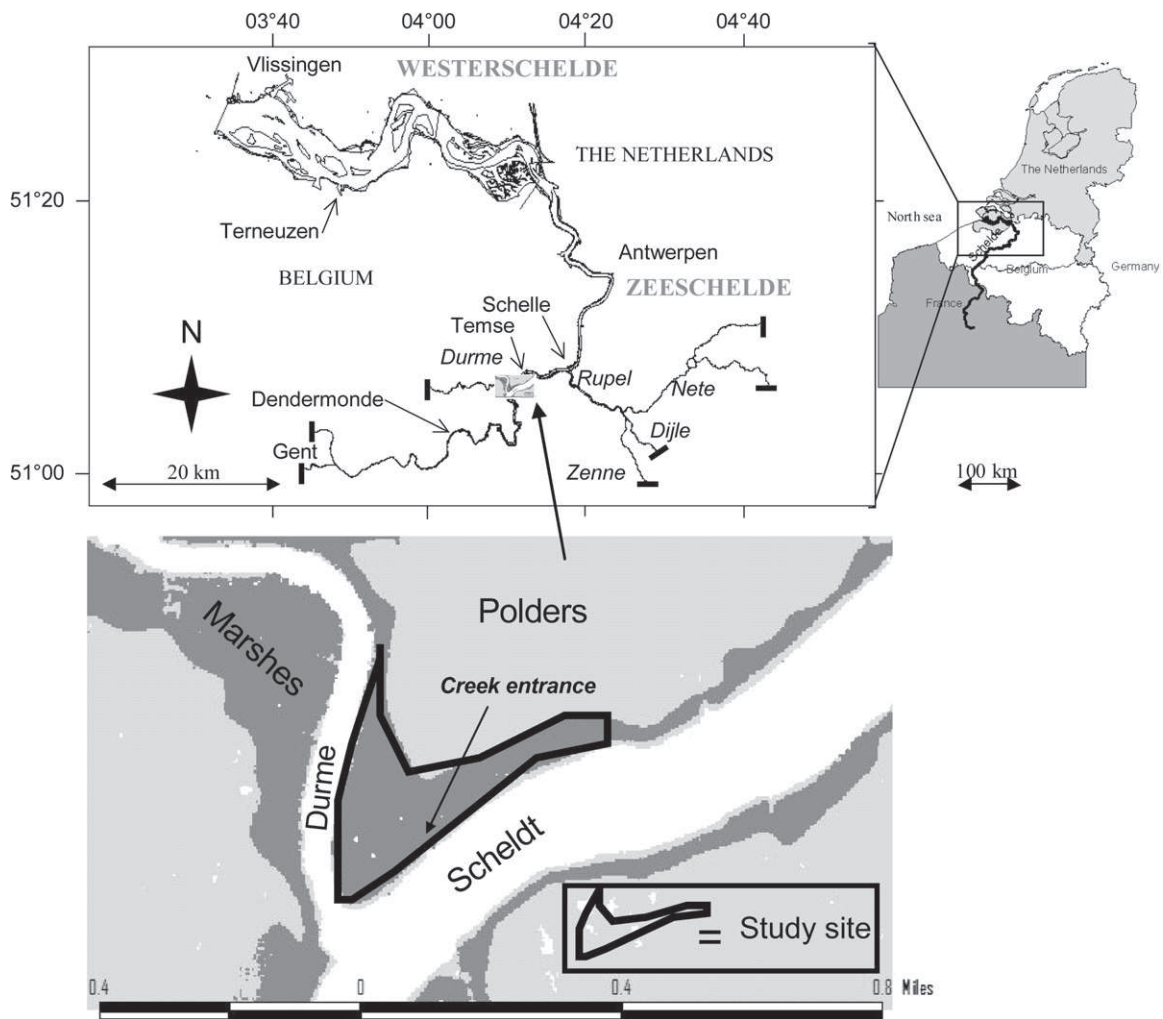 03°40
04°00
04°20
04°40
Vlissingen
WESTERSCHELDE
THE NETHERLANDS
51°20
Terneuzen
Antwerpen
BELGIUM
ZEESCHELDE
Schelle
Temse
N
Durme
Rupel
Nete
Dendermonde
Dijle
Gent
Zenne
51°00
20 km
The Netherlands
North sea
Schelde
Belgium
Germany
France
100 km
Marshes
Polders
Creek entrance
Durme
Scheldt
= Study site
0.4
0
0.4
0.8 Miles